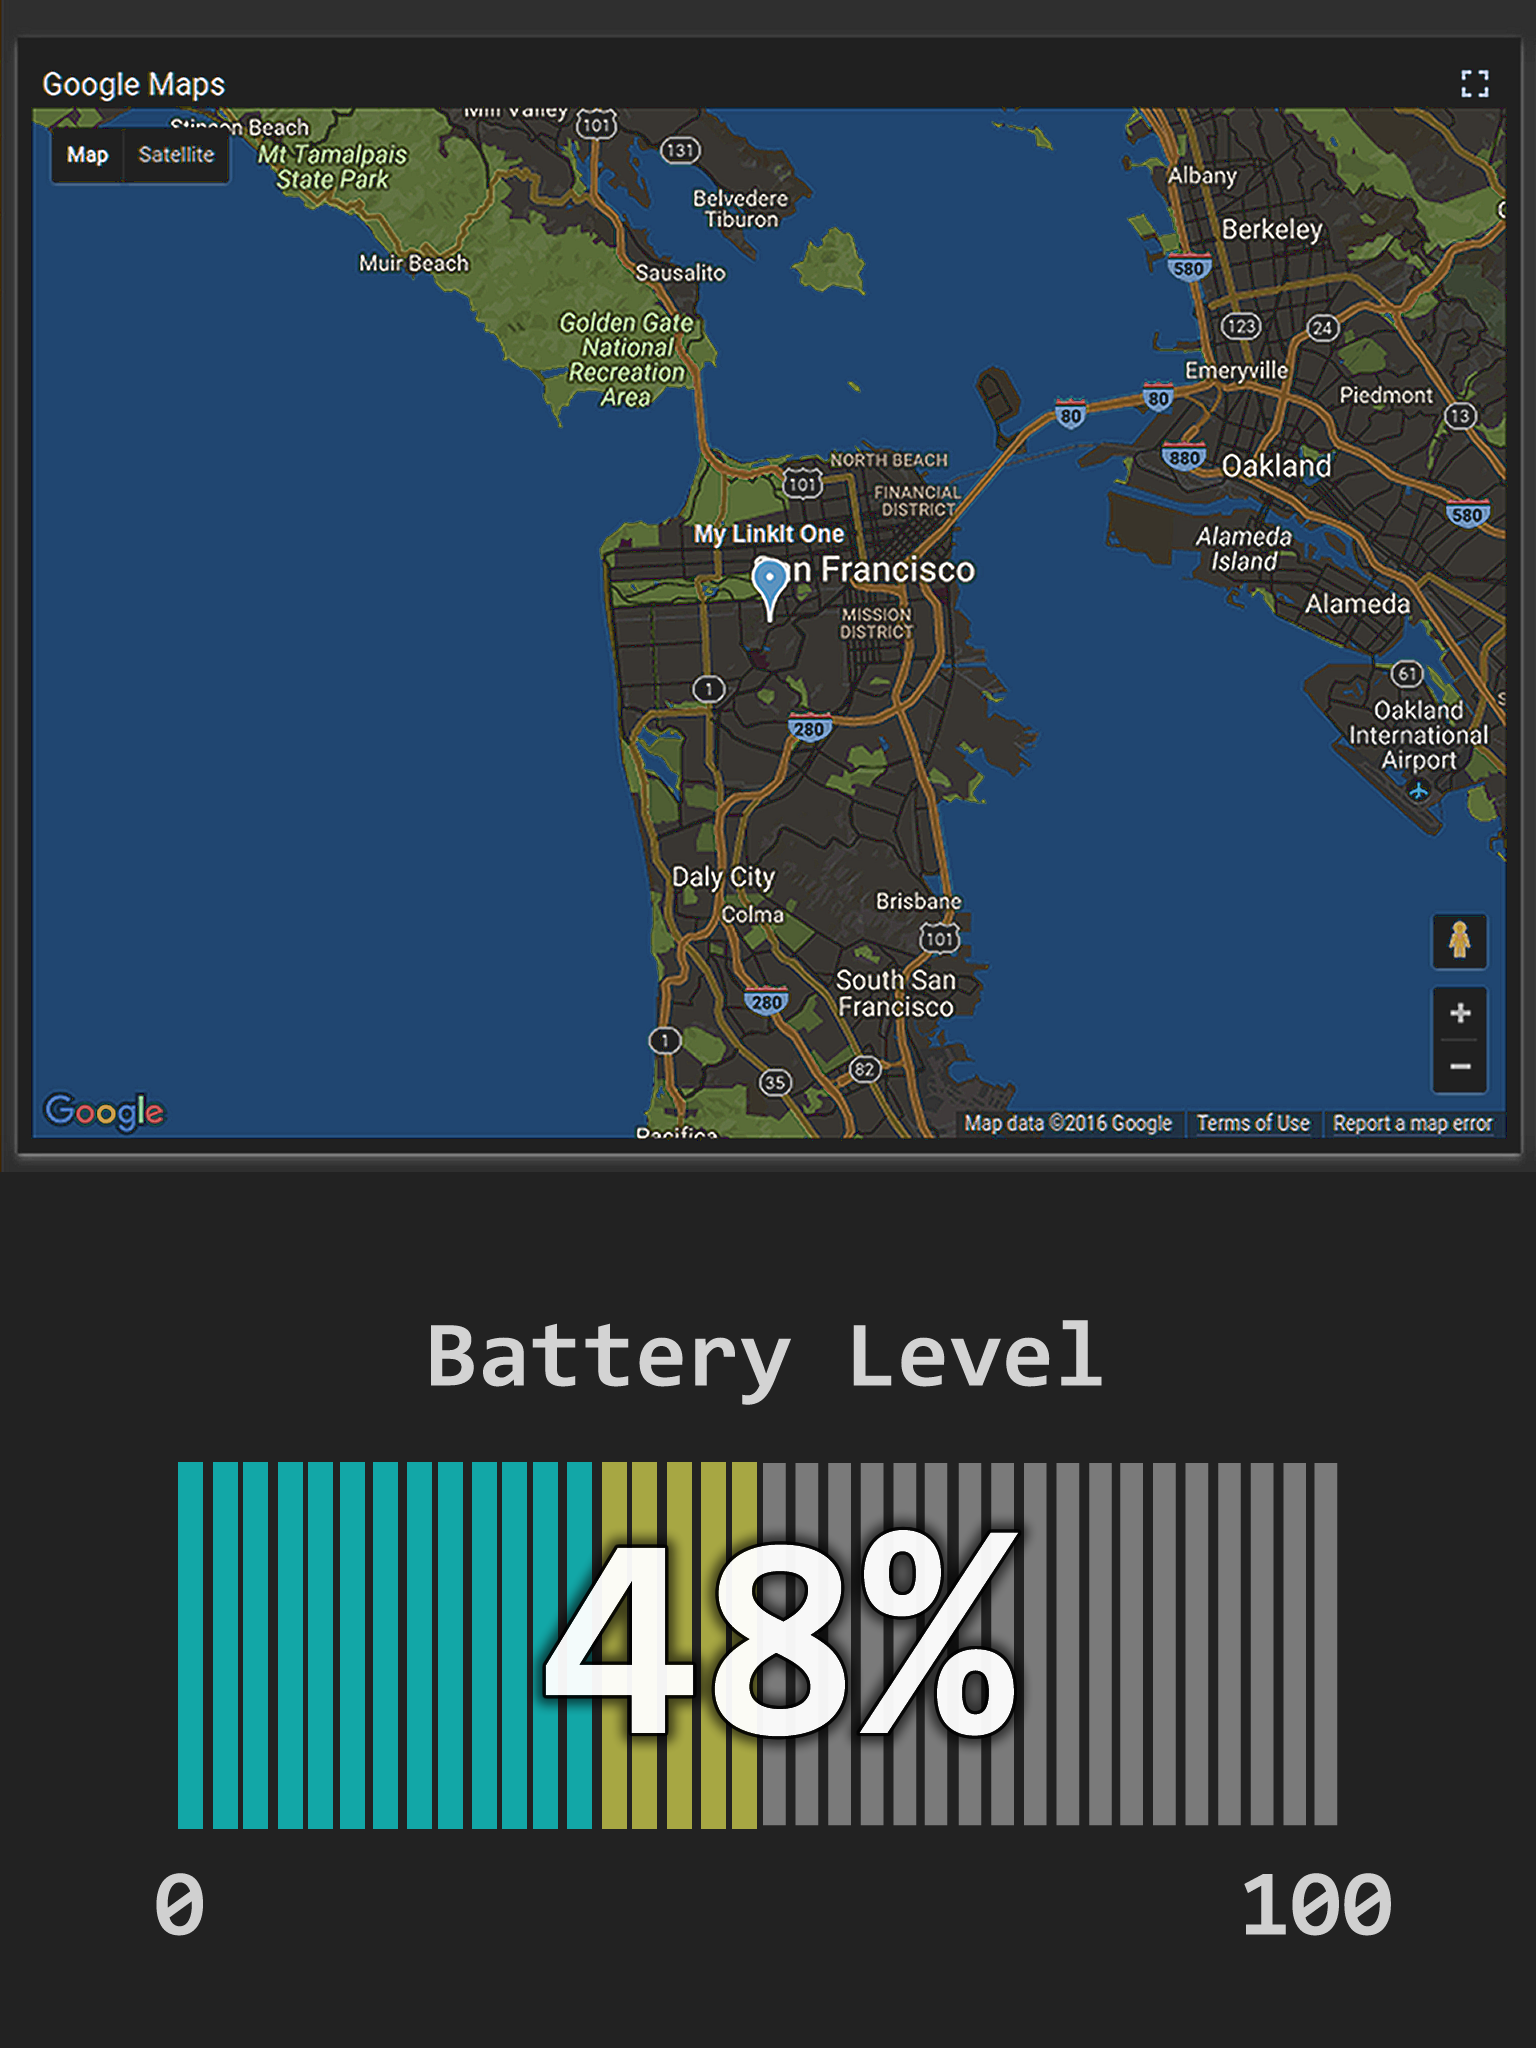 Google Maps
Map
Satellite
Stinson Beach
Mill Valley
101
131
Mt Tamalpais
State Park
Belvedere
Tiburon
Albany
Berkeley
Muir Beach
Sausalito
580
Golden Gate
National
Recreation
Area
123
24
Emeryville
Piedmont
80
80
13
880
Oakland
NORTH BEACH
101
FINANCIAL
DISTRICT
580
My LinkIt One
San Francisco
Alameda
Island
MISSION
DISTRICT
Alameda
1
61
280
Oakland
International
Airport
Daly City
Colma
Brisbane
101
South San
Francisco
280
1
35
82
Pacifica
+
−
Google
Map data ©2016 Google
Terms of Use
Report a map error
Battery Level
48%
0
100